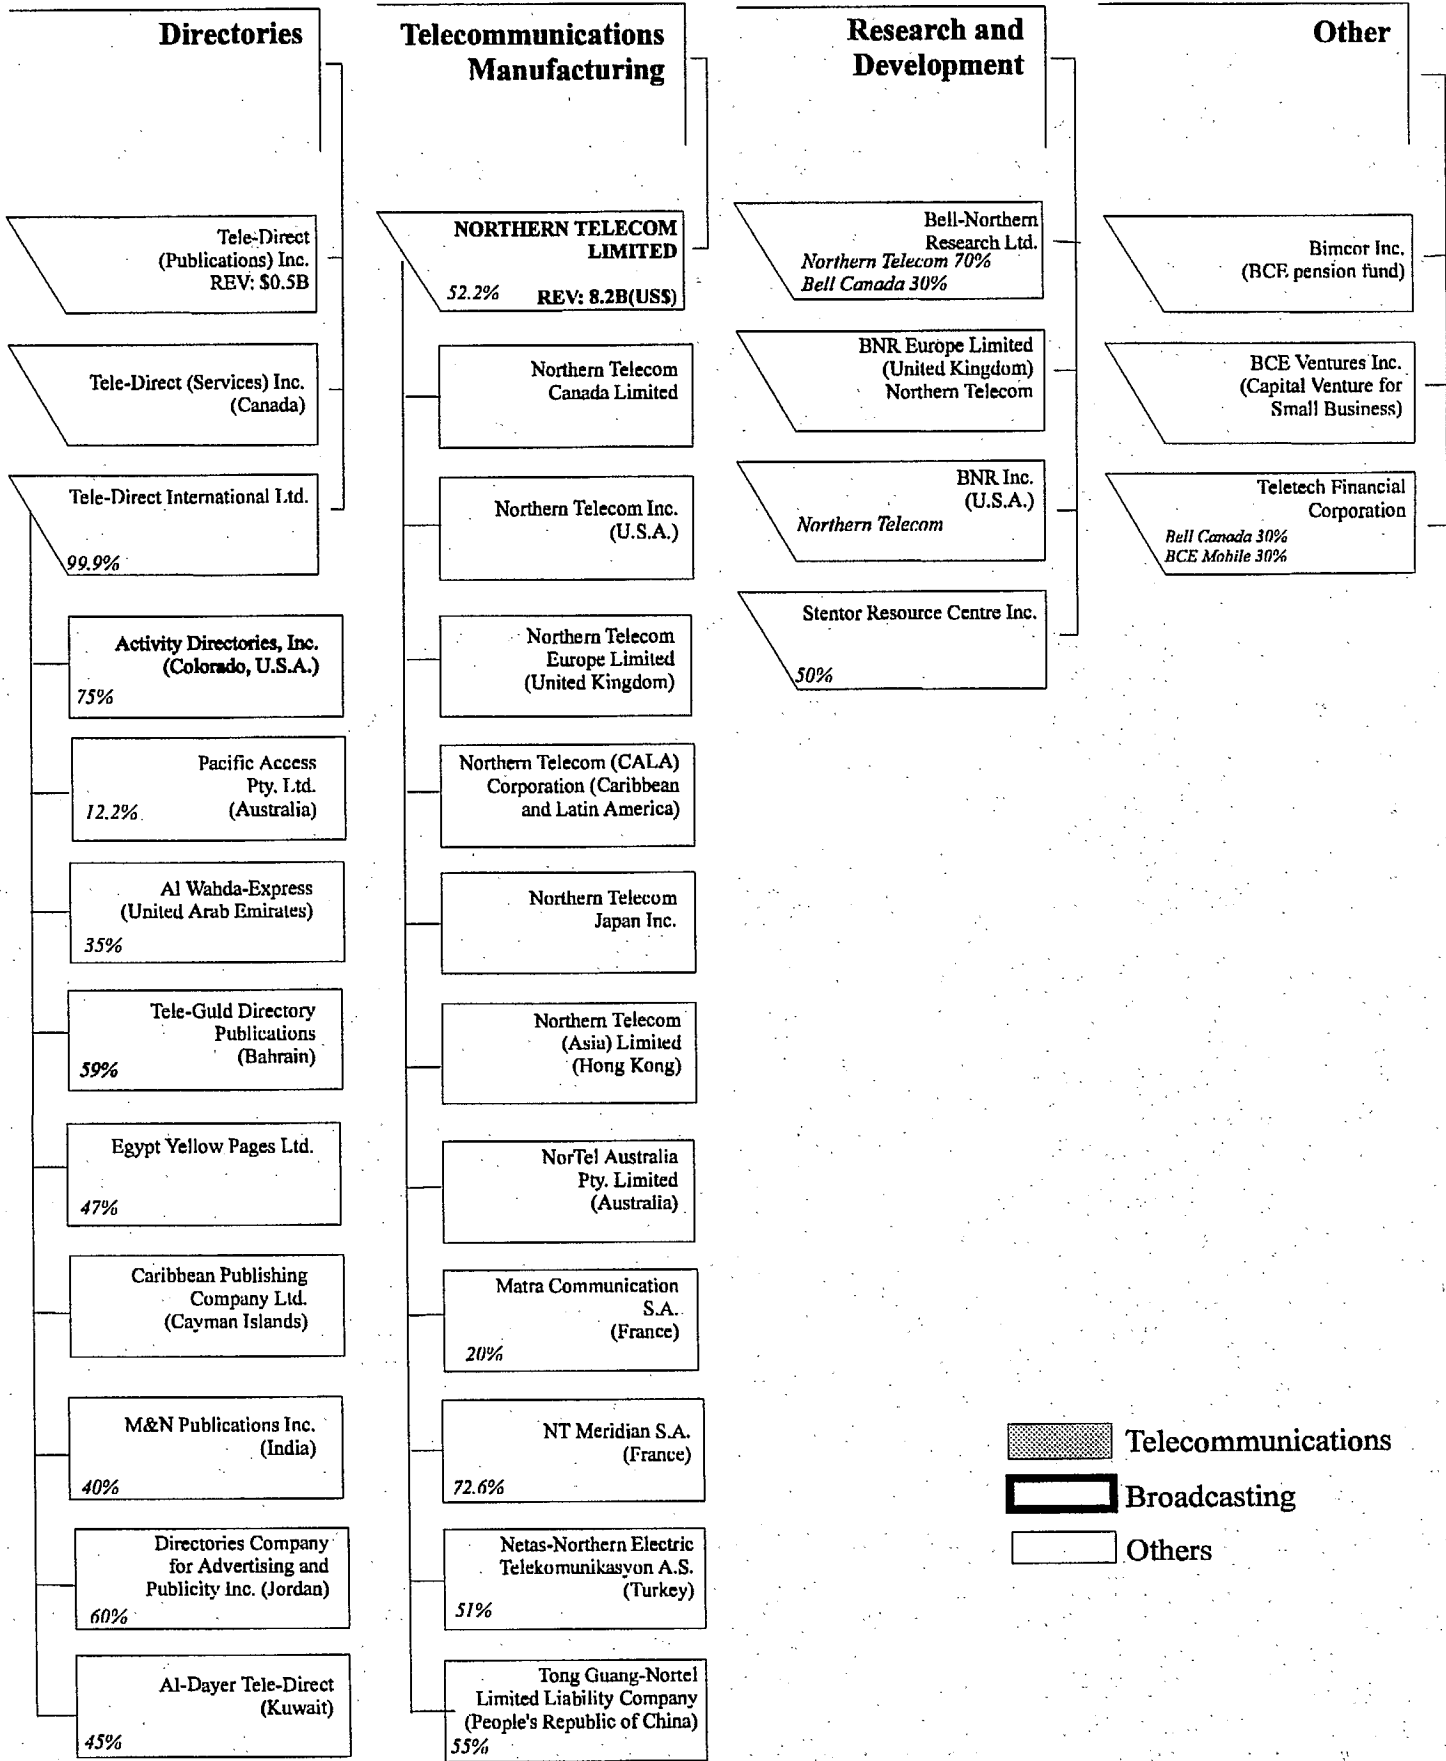 Directories
Tele-Direct
(Publications) Inc.
REV: $0.5B
Tele-Direct (Services) Inc.
(Canada)
Tele-Direct International Ltd.
99.9%
Activity Directories, Inc.
(Colorado, U.S.A.)
75%
Pacific Access
Pty. Ltd.
(Australia)
12.2%
Al Wahda-Express
(United Arab Emirates)
35%
Tele-Guld Directory
Publications
(Bahrain)
59%
Egypt Yellow Pages Ltd.
47%
Caribbean Publishing
Company Ltd.
(Cayman Islands)
M&N Publications Inc.
(India)
40%
Directories Company
for Advertising and
Publicity Inc. (Jordan)
60%
Al-Dayer Tele-Direct
(Kuwait)
45%
Telecommunications
Manufacturing
NORTHERN TELECOM
LIMITED
52.2% REV: 8.2B(US$)
Northern Telecom
Canada Limited
Northern Telecom Inc.
(U.S.A.)
Northern Telecom
Europe Limited
(United Kingdom)
Northern Telecom (CALA)
Corporation (Caribbean
and Latin America)
Northern Telecom
Japan Inc.
Northern Telecom
(Asia) Limited
(Hong Kong)
NorTel Australia
Pty. Limited
(Australia)
Matra Communication
S.A.
(France)
20%
NT Meridian S.A.
(France)
72.6%
Netas-Northern Electric
Telekomunikasyon A.S.
(Turkey)
51%
Tong Guang-Nortel
Limited Liability Company
(People's Republic of China)
55%
Research and
Development
Bell-Northern
Research Ltd.
Northern Telecom 70%
Bell Canada 30%
BNR Europe Limited
(United Kingdom)
Northern Telecom
BNR Inc.
(U.S.A.)
Northern Telecom
Stentor Resource Centre Inc.
50%
Other
Bimcor Inc.
(BCE pension fund)
BCE Ventures Inc.
(Capital Venture for
Small Business)
Teletech Financial
Corporation
Bell Canada 30%
BCE Mobile 30%
Telecommunications
Broadcasting
Others